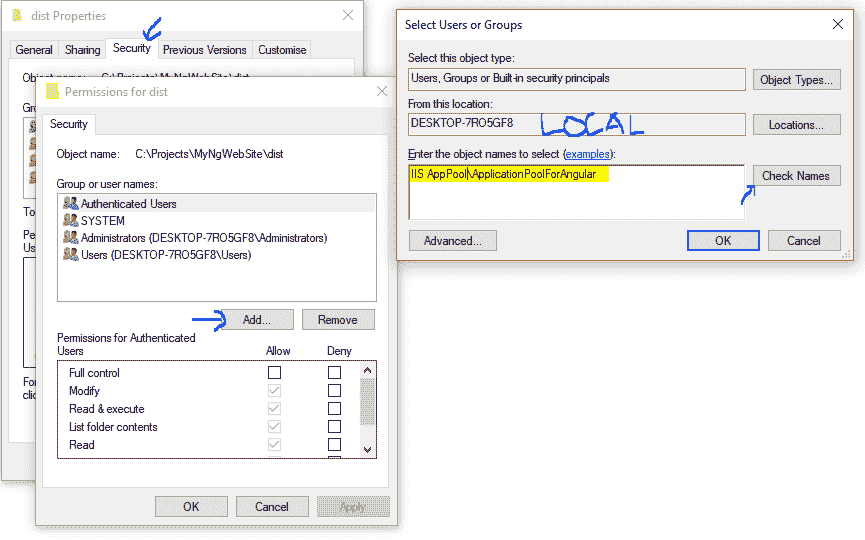 dist Properties
General Sharing Security Previous Versions Customise
C:\Projects\MyNgWebSite\dist
Permissions for dist
Security
Object name: C:\Projects\MyNgWebSite\dist
Group or user names:
Authenticated Users
SYSTEM
Administrators (DESKTOP-7RO5GF8\Administrators)
Users (DESKTOP-7RO5GF8\Users)
Add... Remove
Permissions for Authenticated
Users Allow Deny
Full control
Modify
Read & execute
List folder contents
Read
OK Cancel Apply
Select Users or Groups
Select this object type:
Users, Groups or Built-in security principals Object Types...
From this location:
DESKTOP-7RO5GF8 LOCAL Locations...
Enter the object names to select (examples):
IIS AppPool\ApplicationPoolForAngular Check Names
Advanced... OK Cancel